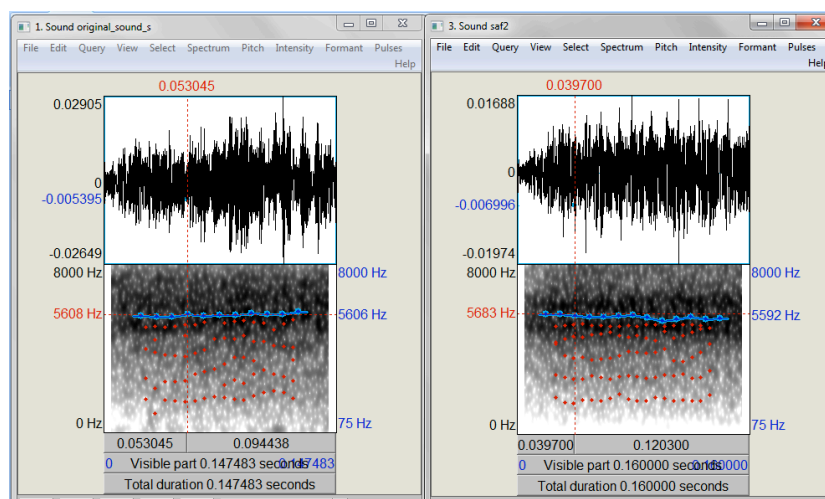 1. Sound original_sound_s
File Edit Query View Select Spectrum Pitch Intensity Formant Pulses
Help
0.053045
0.02905
0
-0.005395
-0.02649
8000 Hz
8000 Hz
5608 Hz
5606 Hz
0 Hz
75 Hz
0.053045 0.094438
0 Visible part 0.147483 seconds 0.147483
Total duration 0.147483 seconds
3. Sound saf2
File Edit Query View Select Spectrum Pitch Intensity Formant Pulses
Help
0.039700
0.01688
0
-0.006996
-0.01974
8000 Hz
8000 Hz
5683 Hz
5592 Hz
0 Hz
75 Hz
0.039700 0.120300
0 Visible part 0.160000 seconds 0.160000
Total duration 0.160000 seconds